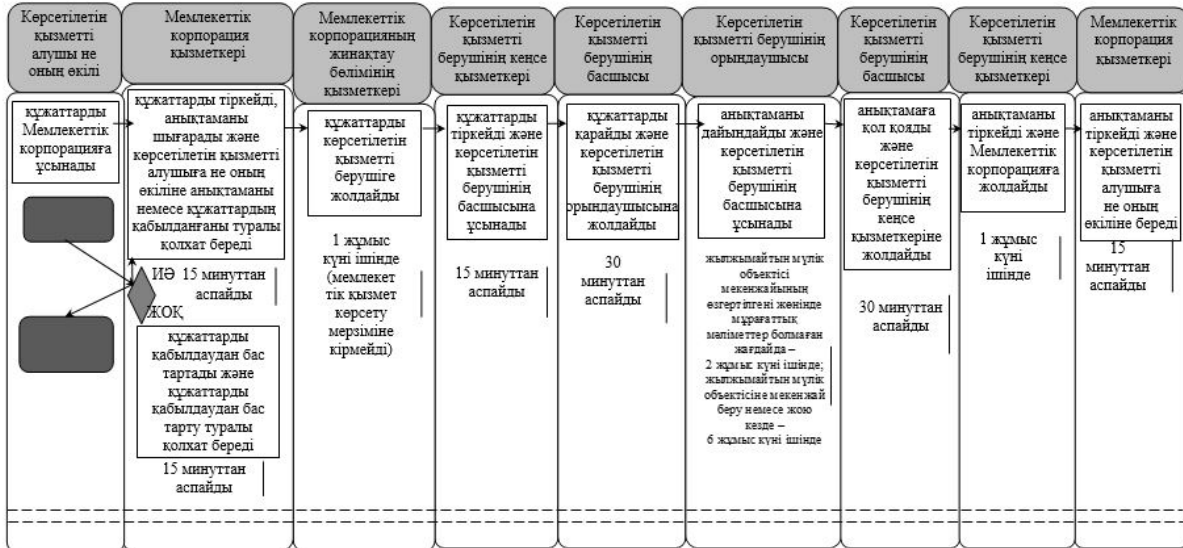 Көрсетілетін
қызметті
алушы не
оның өкілі
Мемлекеттік
корпорация
қызметкері
Мемлекеттік
корпорацияның
жинақтау
бөлімінің
қызметкері
Көрсетілетін
қызметті
берушінің кеңсе
қызметкері
Көрсетілетін
қызметті
берушінің
басшысы
Көрсетілетін
қызметті берушінің
орындаушысы
Көрсетілетін
қызметті
берушінің
басшысы
Көрсетілетін
қызметті
берушінің кеңсе
қызметкері
Мемлекеттік
корпорация
қызметкері
құжаттарды
Мемлекеттік
корпорацияға
ұсынады
құжаттарды тіркейді,
анықтаманы
шығарады және
көрсетілетін қызметті
алушыға не оның
өкіліне анықтаманы
немесе құжаттардың
қабылданғаны туралы
қолхат береді
ИӘ 15 минуттан
аспайды
ЖОҚ
құжаттарды
қабылдаудан бас
тартады және
құжаттарды
қабылдаудан бас
тарту туралы
қолхат береді
15 минуттан
аспайды
құжаттарды
көрсетілетін
қызметті
берушіге
жолдайды
1 жұмыс
күні ішінде
(мемлекет
тік қызмет
көрсету
мерзіміне
кірмейді)
құжаттарды
тіркейді және
көрсетілетін
қызметті
берушінің
басшысына
ұсынады
15 минуттан
аспайды
құжаттарды
қарайды және
көрсетілетін
қызметті
берушінің
орындаушысына
жолдайды
30
минуттан
аспайды
анықтаманы
дайындайды және
көрсетілетін
қызметті
берушінің
басшысына
ұсынады
жылжымайтын мүлік
объектісі
мекенжайының
өзгертілгені жөнінде
мұрағаттық
мәліметтер болмаған
жағдайда –
2 жұмыс күні ішінде;
жылжымайтын мүлік
объектісіне мекенжай
беру немесе жою
кезде –
6 жұмыс күні ішінде
анықтамаға
қол қояды
және
көрсетілетін
қызметті
берушінің
кеңсе
қызметкеріне
жолдайды
30 минуттан
аспайды
анықтаманы
тіркейді және
Мемлекеттік
корпорацияға
жолдайды
1 жұмыс
күні
ішінде
анықтаманы
тіркейді және
көрсетілетін
қызметті
алушыға
не оның
өкіліне береді
15
минуттан
аспайды